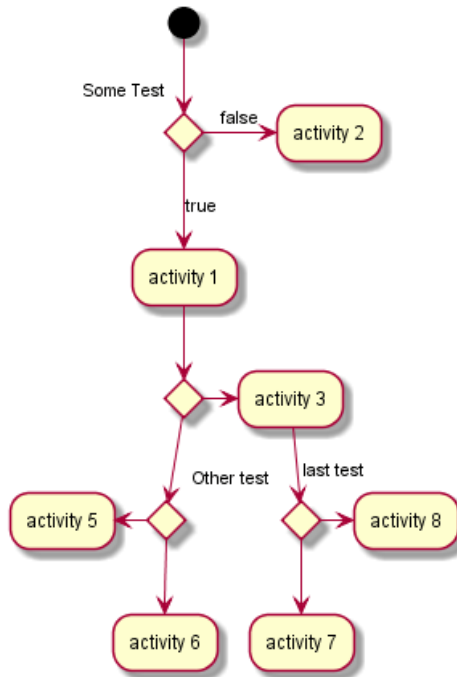 Some Test
false
activity 2
true
activity 1
activity 3
Other test
last test
activity 5
activity 8
activity 6
activity 7